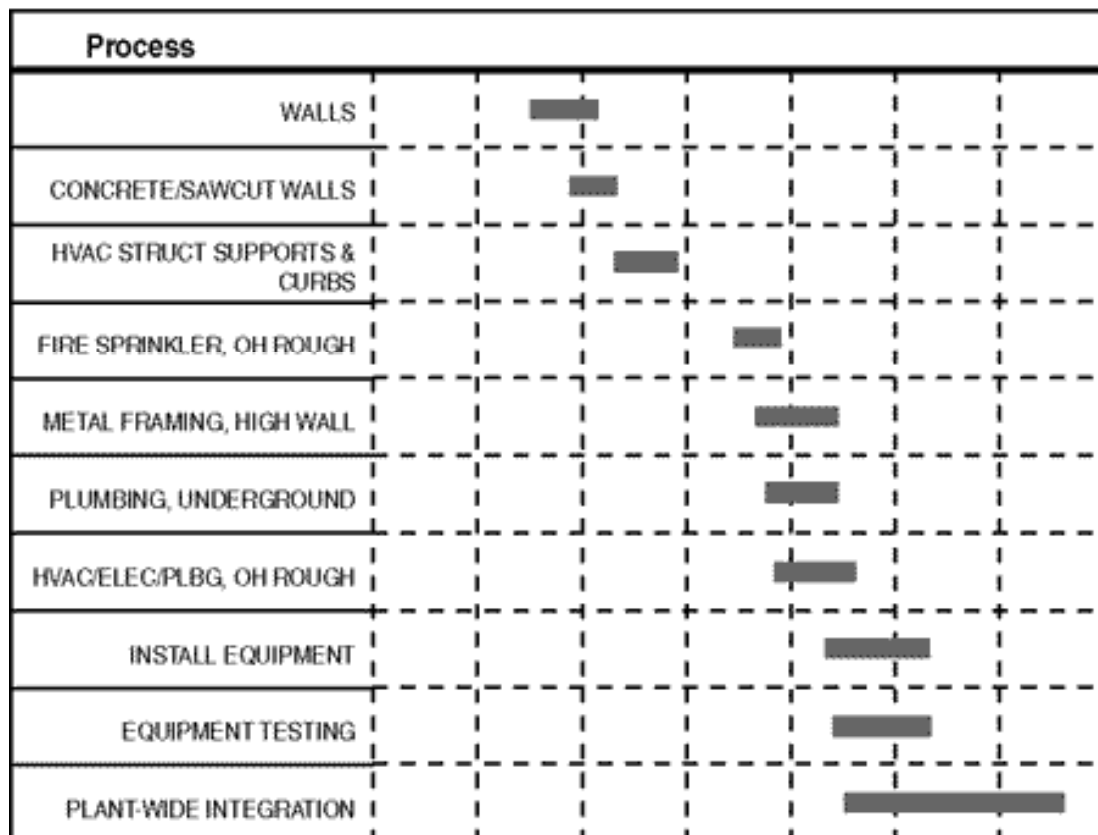 Process
WALLS
CONCRETE/SAWCUT WALLS
HVAC STRUCT SUPPORTS &
CURBS
FIRE SPRINKLER, OH ROUGH
METAL FRAMING, HIGH WALL
PLUMBING, UNDERGROUND
HVAC/ELEC/PLBG, OH ROUGH
INSTALL EQUIPMENT
EQUIPMENT TESTING
PLANT-WIDE INTEGRATION